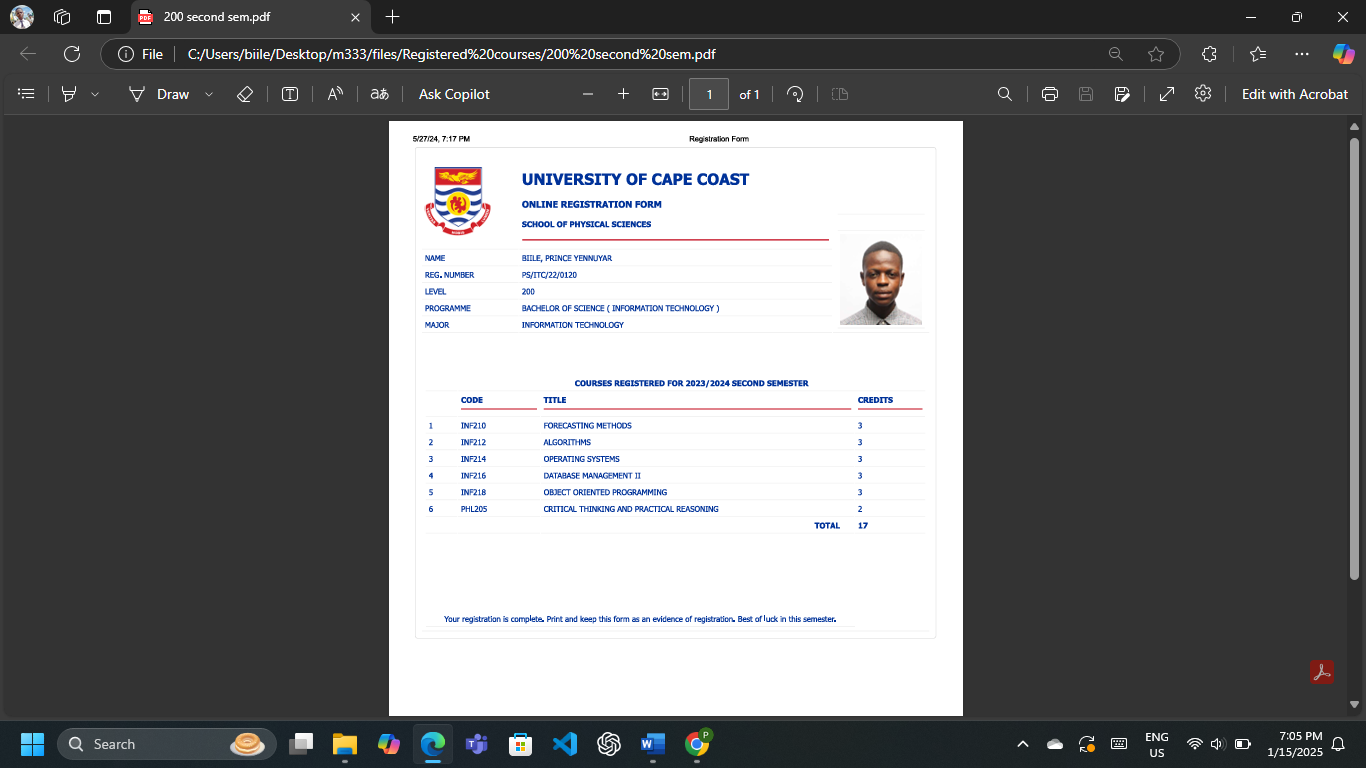 200 second sem.pdf
File C:/Users/biile/Desktop/m333/files/Registered%20courses/200%20second%20sem.pdf
Draw Ask Copilot 1 of 1 Edit with Acrobat
5/27/24, 7:17 PM Registration Form
UNIVERSITY OF CAPE COAST
ONLINE REGISTRATION FORM
SCHOOL OF PHYSICAL SCIENCES
NAME BIILE, PRINCE YENNUYAR
REG. NUMBER PS/ITC/22/0120
LEVEL 200
PROGRAMME BACHELOR OF SCIENCE ( INFORMATION TECHNOLOGY )
MAJOR INFORMATION TECHNOLOGY
COURSES REGISTERED FOR 2023/2024 SECOND SEMESTER
CODE TITLE CREDITS
1 INF210 FORECASTING METHODS 3
2 INF212 ALGORITHMS 3
3 INF214 OPERATING SYSTEMS 3
4 INF216 DATABASE MANAGEMENT II 3
5 INF218 OBJECT ORIENTED PROGRAMMING 3
6 PHL205 CRITICAL THINKING AND PRACTICAL REASONING 2
TOTAL 17
Your registration is complete. Print and keep this form as an evidence of registration. Best of luck in this semester.
Search
ENG
US
7:05 PM
1/15/2025